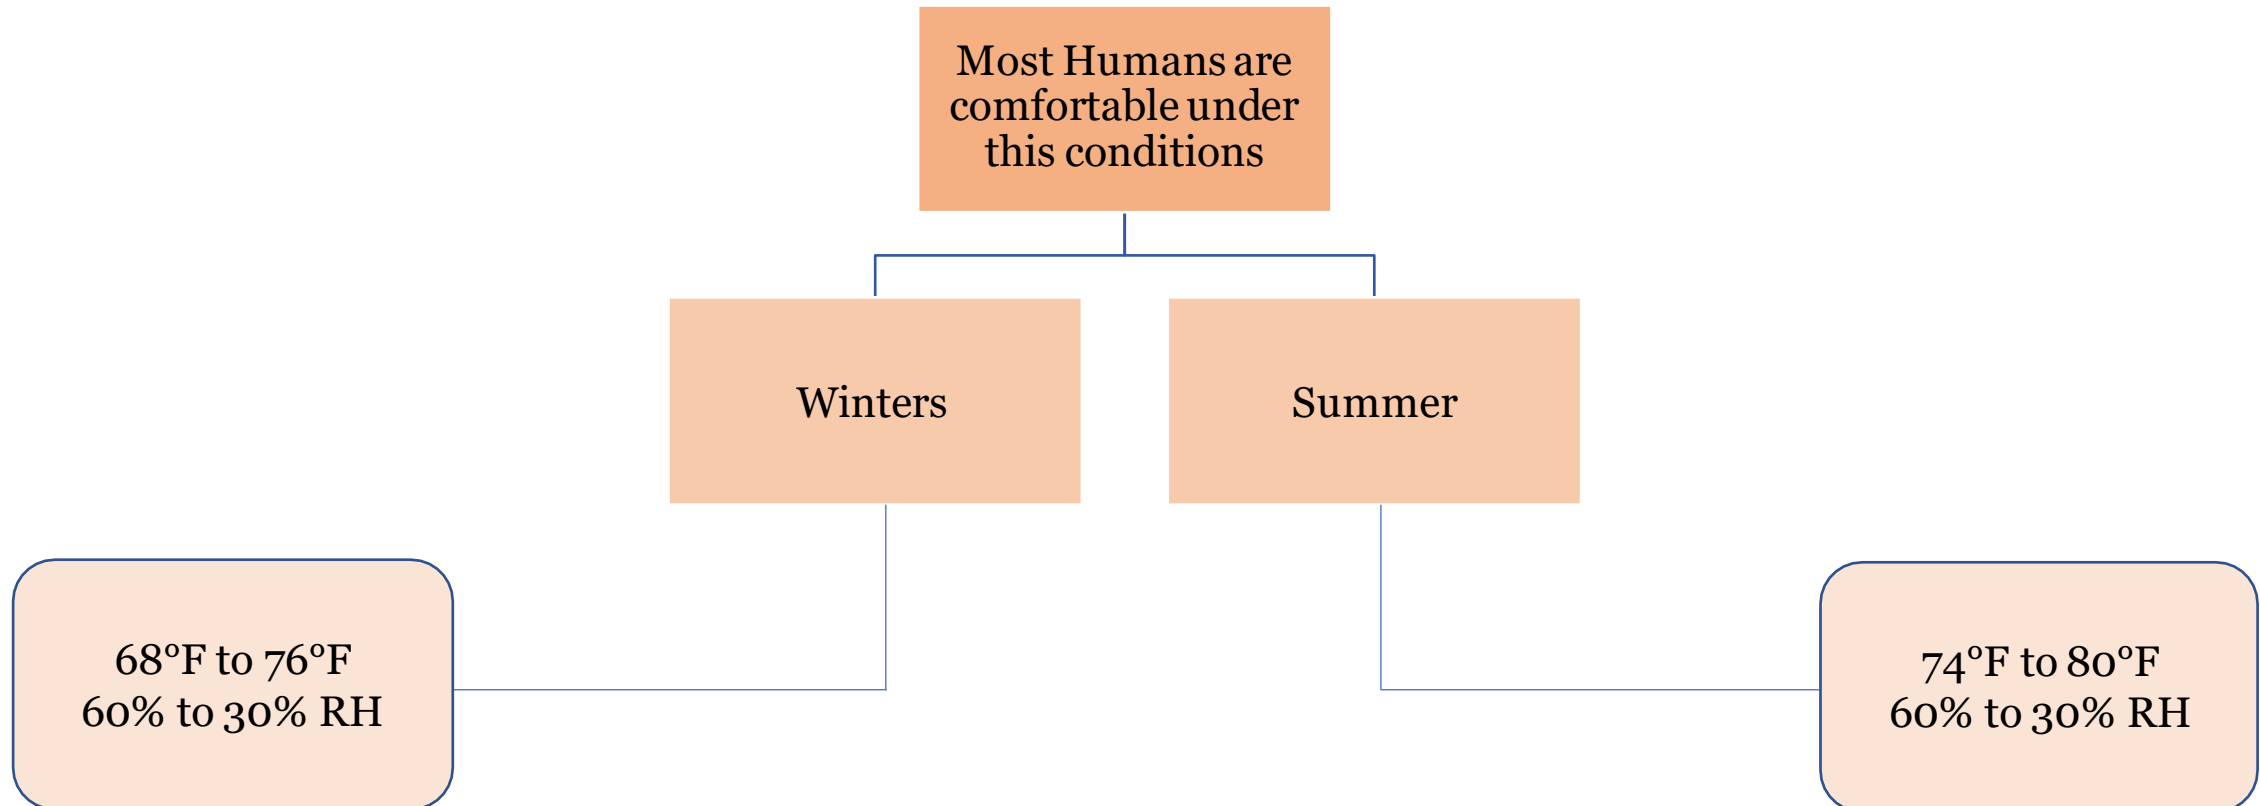 Most Humans are
comfortable under
this conditions
Winters
Summer
68°F to 76°F
60% to 30% RH
74°F to 80°F
60% to 30% RH